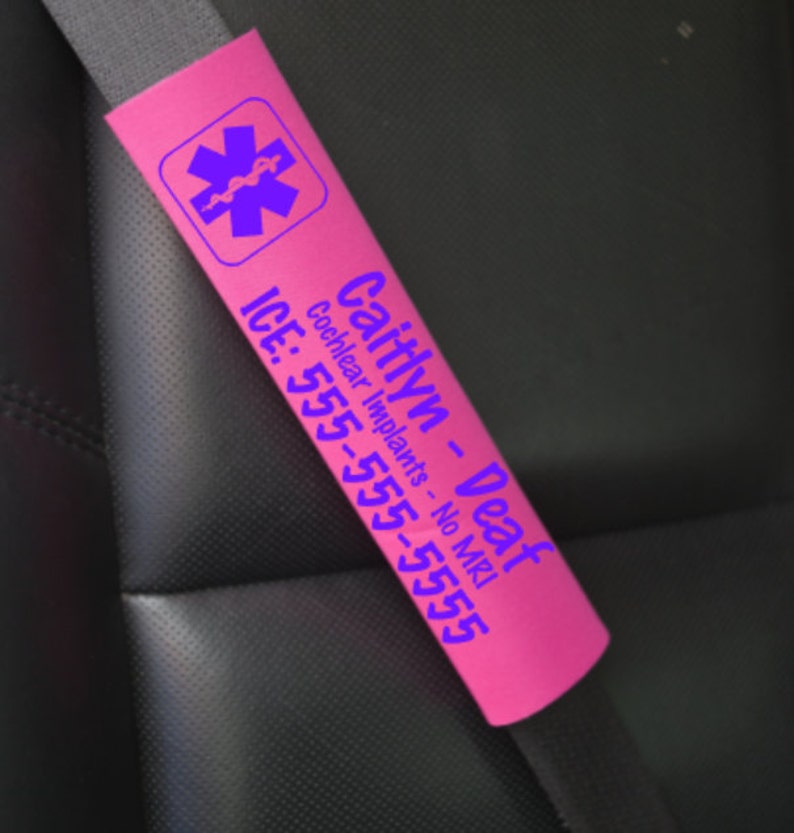 Caitlyn - Deaf
Cochlear Implants - No MRI
ICE: 555-555-5555